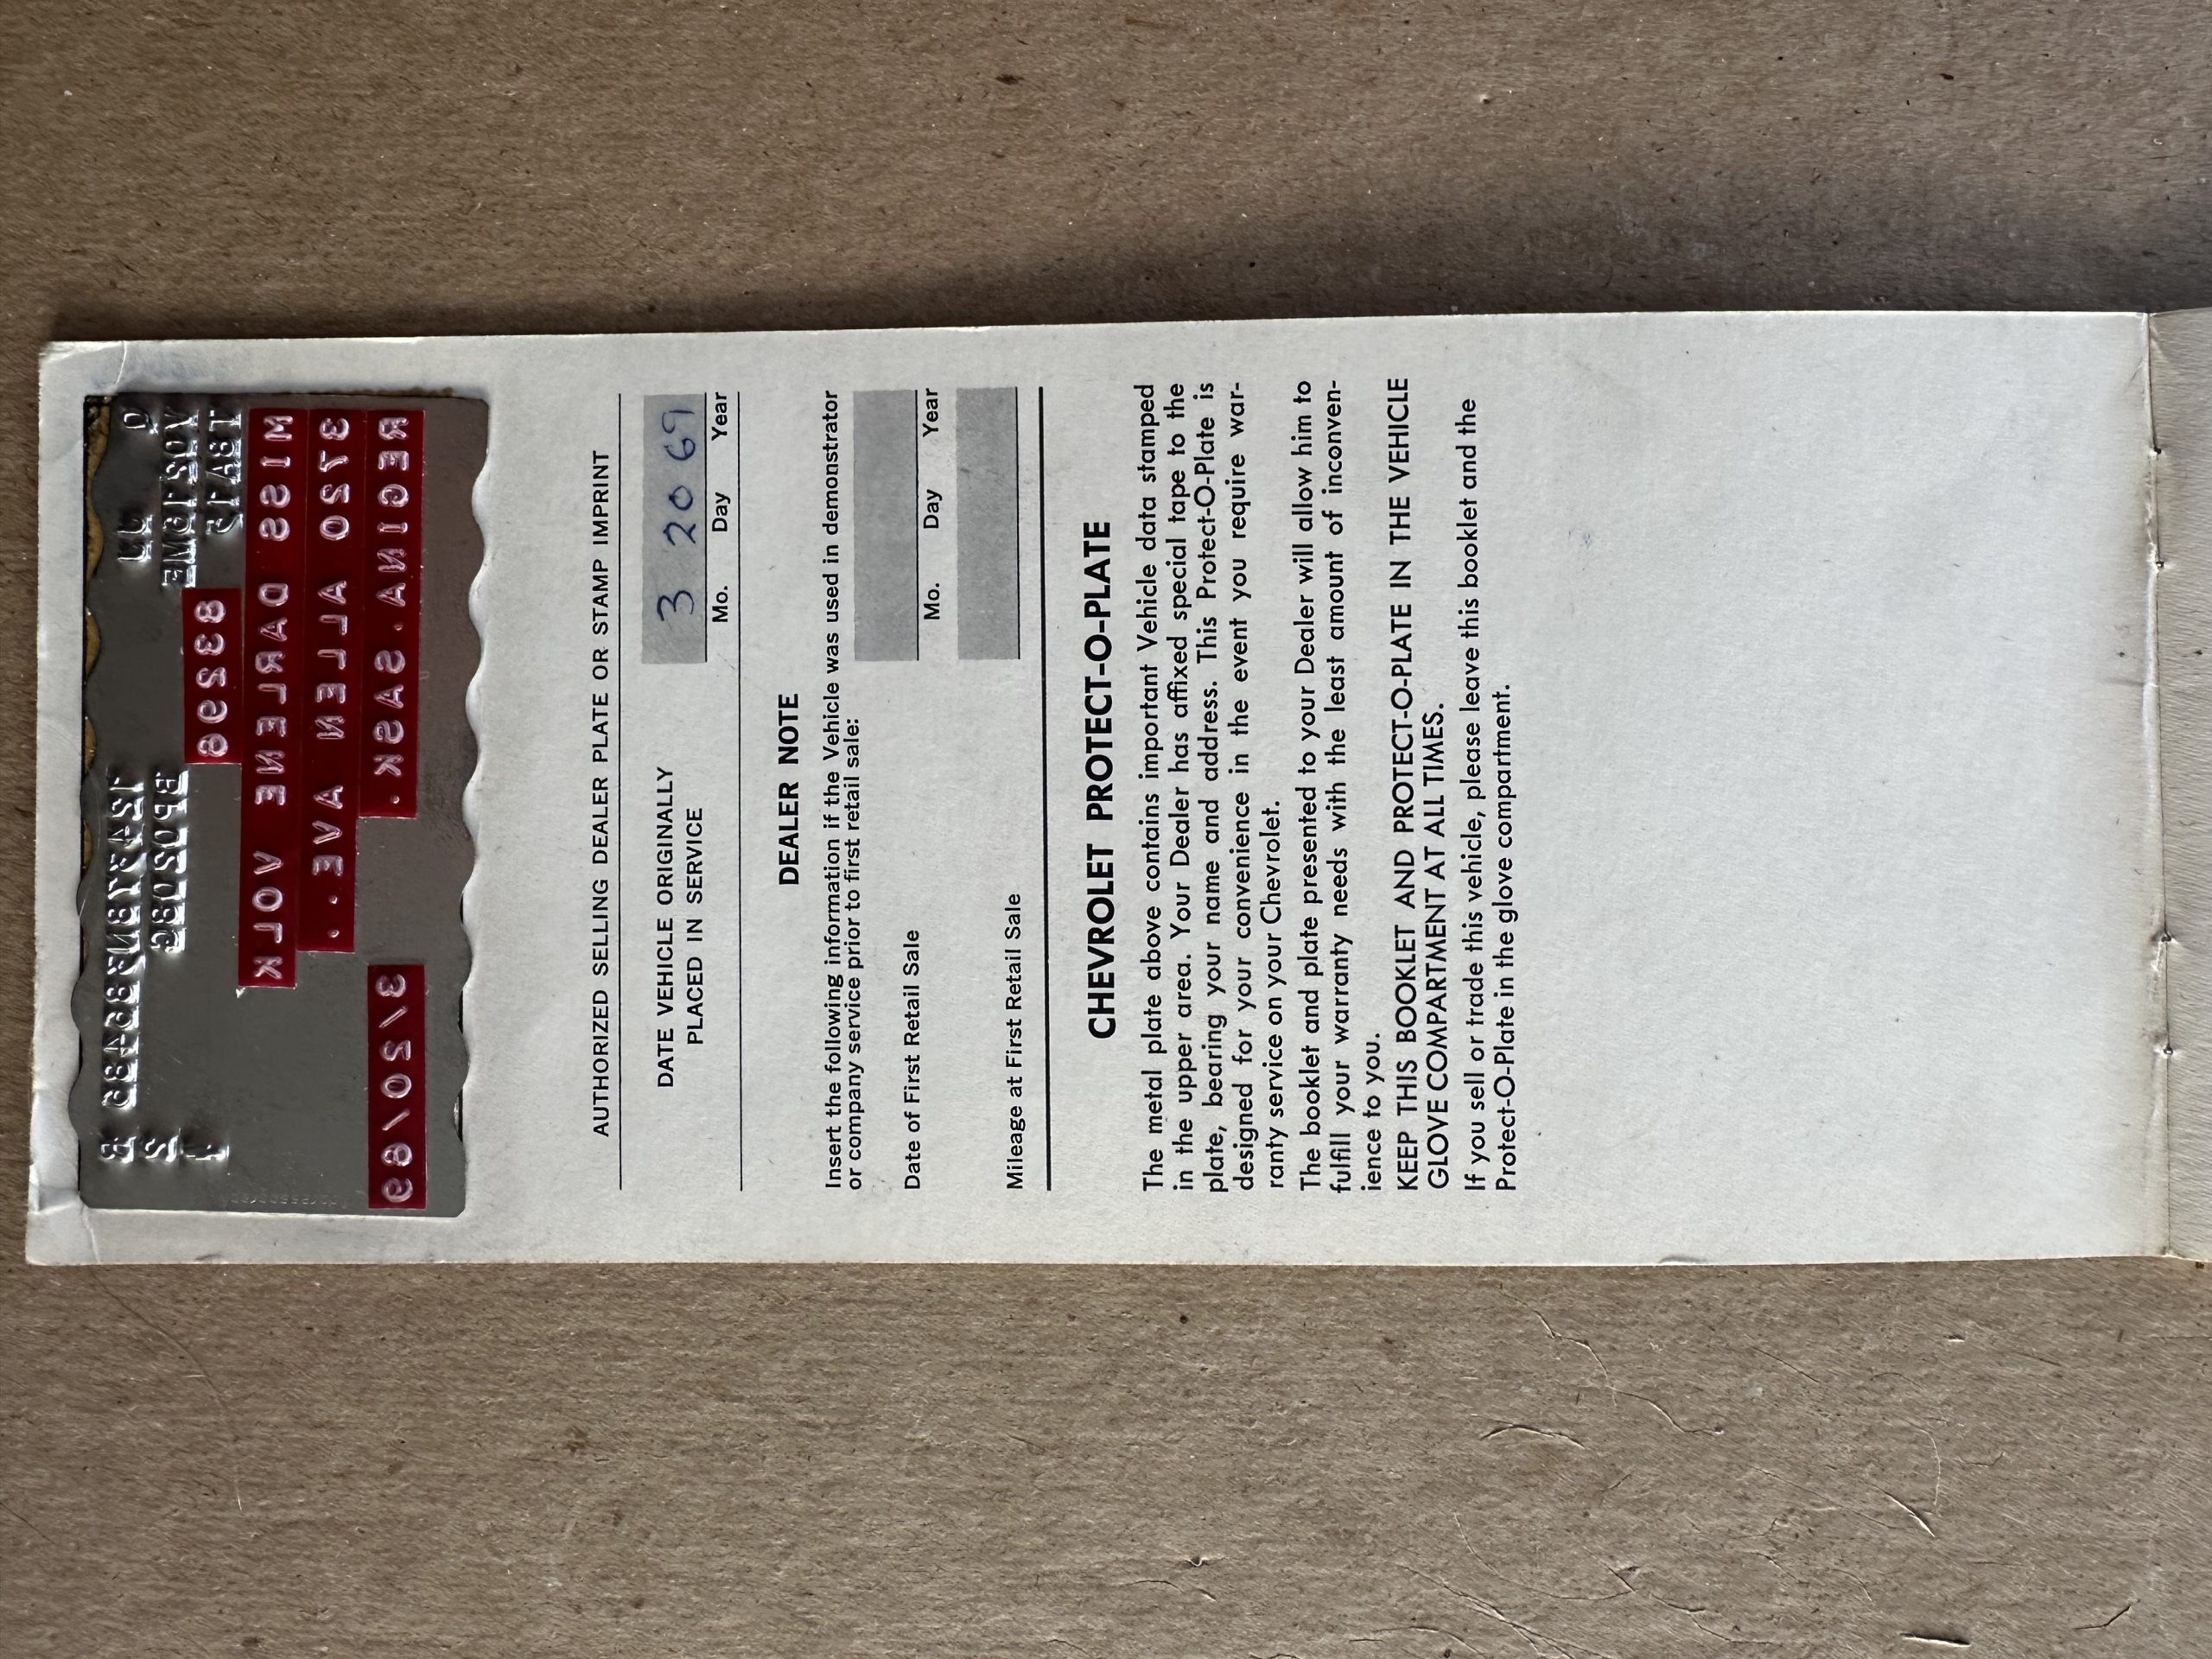 MISS DARLENE VOLK
3720 ALLEN AVE.
REGINA. SASK.
3/20/69
AUTHORIZED SELLING DEALER PLATE OR STAMP IMPRINT
DATE VEHICLE ORIGINALLY
PLACED IN SERVICE
3 20 69
Mo. Day Year
DEALER NOTE
Insert the following information if the Vehicle was used in demonstrator
or company service prior to first retail sale:
Date of First Retail Sale
Mo. Day Year
Mileage at First Retail Sale
CHEVROLET PROTECT-O-PLATE
The metal plate above contains important Vehicle data stamped
in the upper area. Your Dealer has affixed special tape to the
plate, bearing your name and address. This Protect-O-Plate is
designed for your convenience in the event you require war-
ranty service on your Chevrolet.
The booklet and plate presented to your Dealer will allow him to
fulfill your warranty needs with the least amount of inconven-
ience to you.
KEEP THIS BOOKLET AND PROTECT-O-PLATE IN THE VEHICLE
GLOVE COMPARTMENT AT ALL TIMES.
If you sell or trade this vehicle, please leave this booklet and the
Protect-O-Plate in the glove compartment.